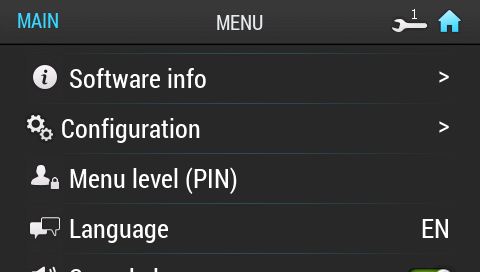 MAIN
MENU
1
Software info >
Configuration >
Menu level (PIN)
Language EN